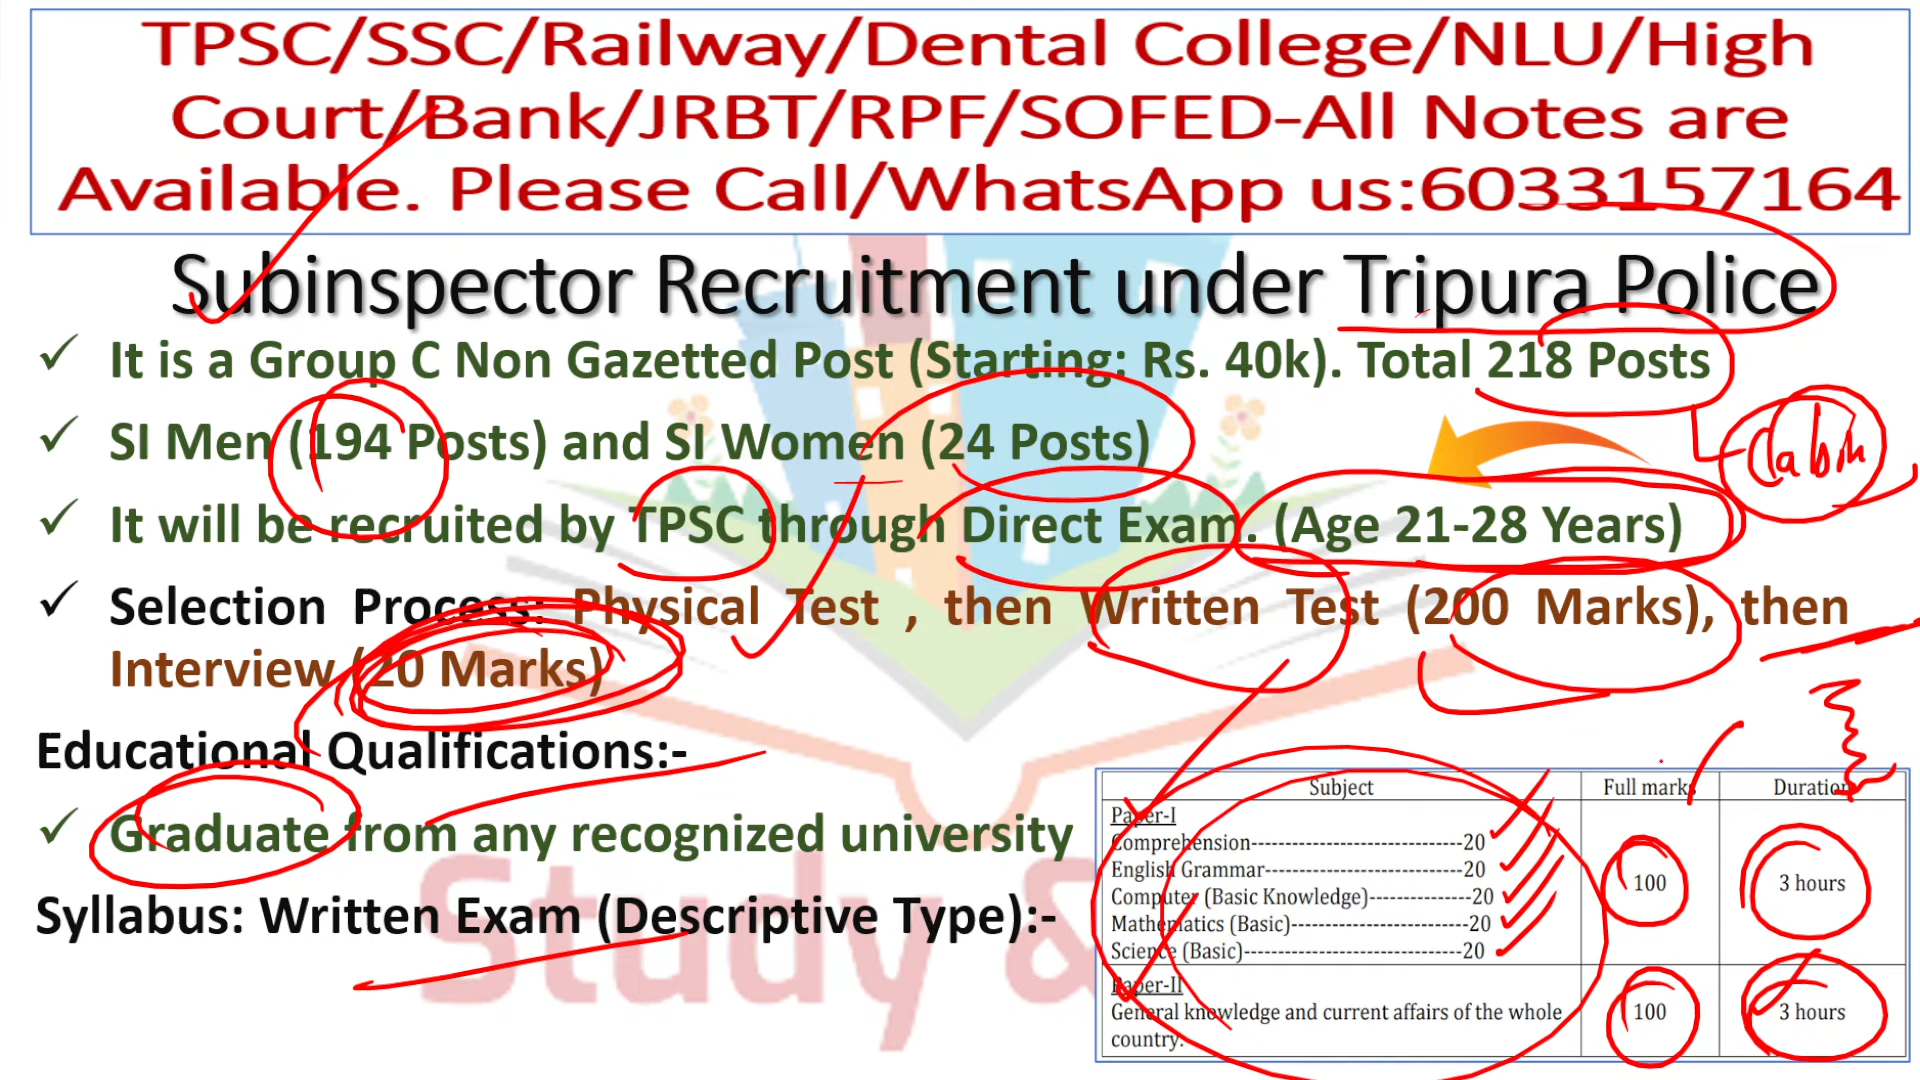 TPSC/SSC/Railway/Dental College/NLU/High
Court/Bank/JRBT/RPF/SOFED-All Notes are
Available. Please Call/WhatsApp us:6033157164
Subinspector Recruitment under Tripura Police
✓ It is a Group C Non Gazetted Post (Starting: Rs. 40k). Total 218 Posts
✓ SI Men (194 Posts) and SI Women (24 Posts)
✓ It will be recruited by TPSC through Direct Exam. (Age 21-28 Years)
✓ Selection Process: Physical Test , then Written Test (200 Marks), then
Interview (20 Marks)
Educational Qualifications:-
✓ Graduate from any recognized university
Syllabus: Written Exam (Descriptive Type):-
Subject Full marks Duration
Paper-I
Comprehension-------------------------------20
English Grammar-----------------------------20
Computer (Basic Knowledge)---------------20
Mathematics (Basic)--------------------------20
Science (Basic)--------------------------------20
100 3 hours
Paper-II
General knowledge and current affairs of the whole
country.
100 3 hours
Study &